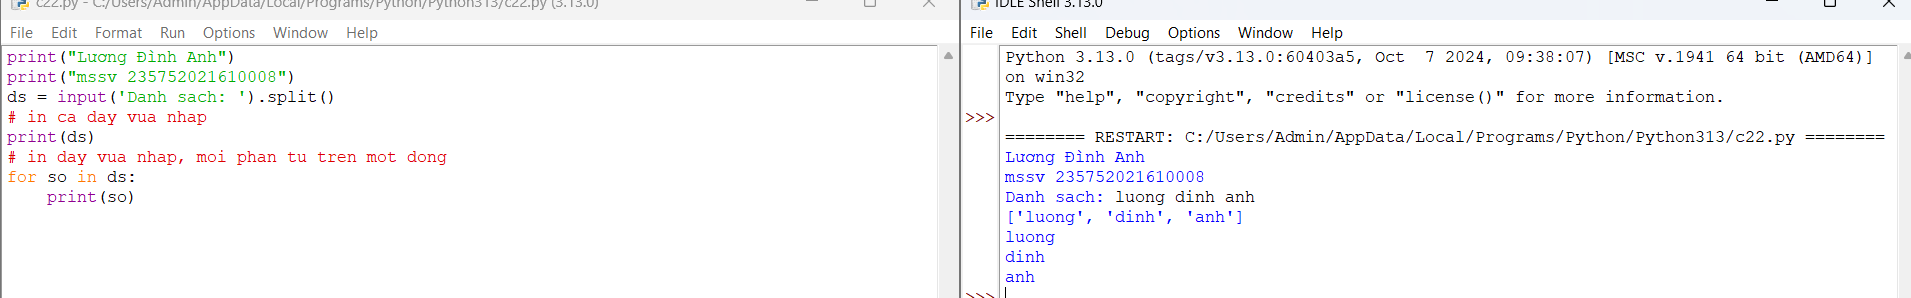 c22.py - C:/Users/Admin/AppData/Local/Programs/Python/Python313/c22.py (3.13.0)
File Edit Format Run Options Window Help
print("Lương Đình Anh")
print("mssv 235752021610008")
ds = input('Danh sach: ').split()
# in ca day vua nhap
print(ds)
# in day vua nhap, moi phan tu tren mot dong
for so in ds:
    print(so)
IDLE Shell 3.13.0
File Edit Shell Debug Options Window Help
Python 3.13.0 (tags/v3.13.0:60403a5, Oct  7 2024, 09:38:07) [MSC v.1941 64 bit (AMD64)]
on win32
Type "help", "copyright", "credits" or "license()" for more information.
>>>
======== RESTART: C:/Users/Admin/AppData/Local/Programs/Python/Python313/c22.py ========
Lương Đình Anh
mssv 235752021610008
Danh sach: luong dinh anh
['luong', 'dinh', 'anh']
luong
dinh
anh
>>>